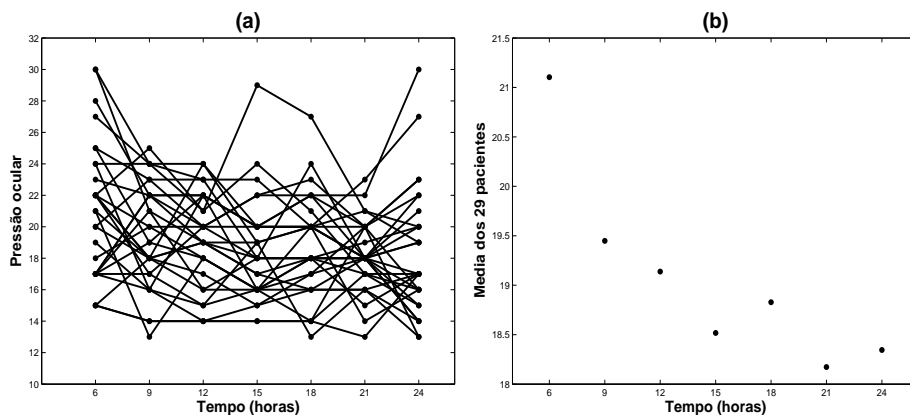 (a)
Pressão ocular
32
30
28
26
24
22
20
18
16
14
12
10
6 9 12 15 18 21 24
Tempo (horas)
(b)
Media dos 29 pacientes
21.5
21
20.5
20
19.5
19
18.5
18
6 9 12 15 18 21 24
Tempo (horas)